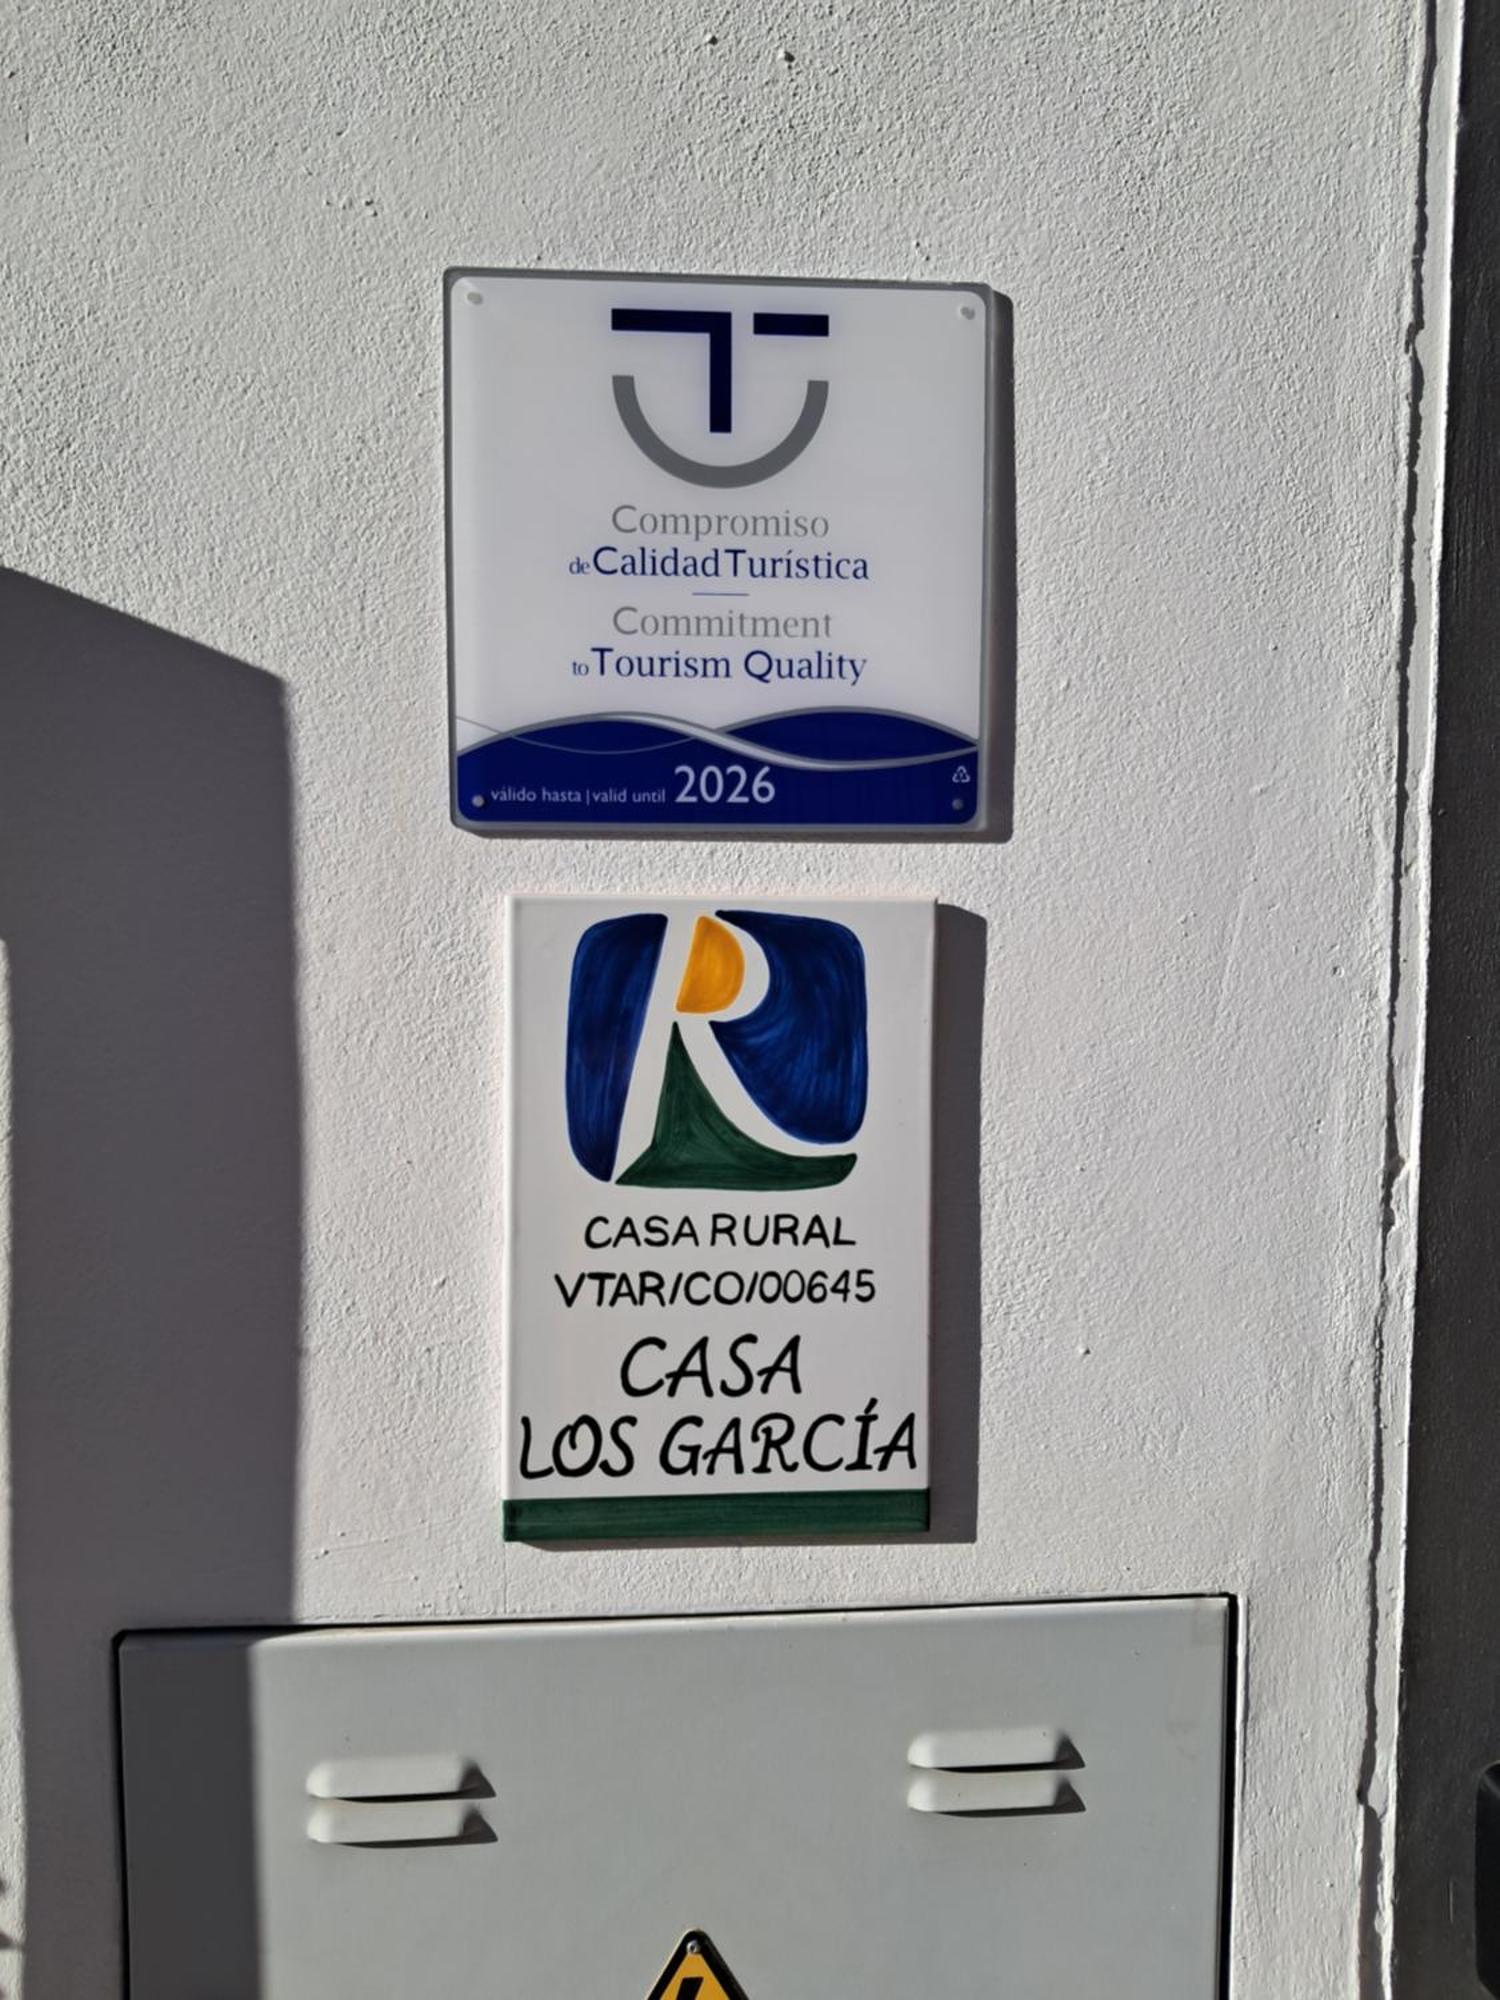 Compromiso
de Calidad Turística
Commitment
to Tourism Quality
válido hasta | valid until 2026
R
CASA RURAL
VTAR/CO/00645
CASA
LOS GARCÍA